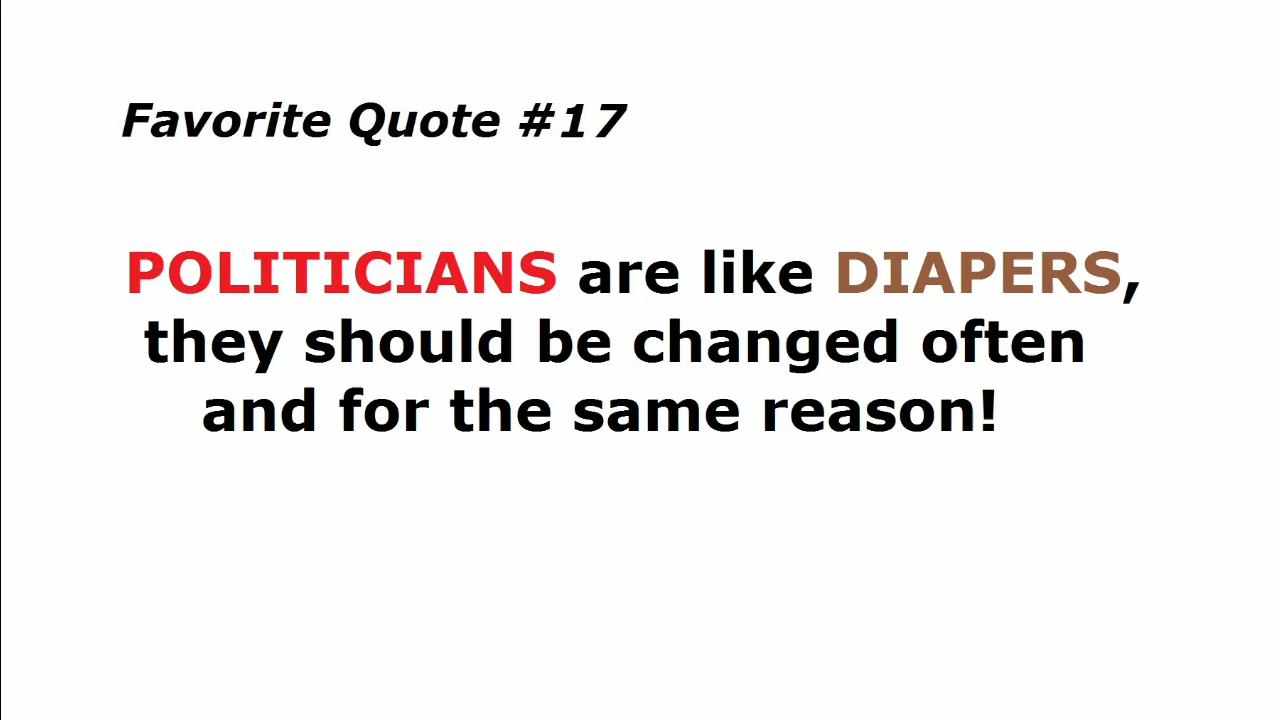 Favorite Quote #17
POLITICIANS are like DIAPERS,
they should be changed often
and for the same reason!